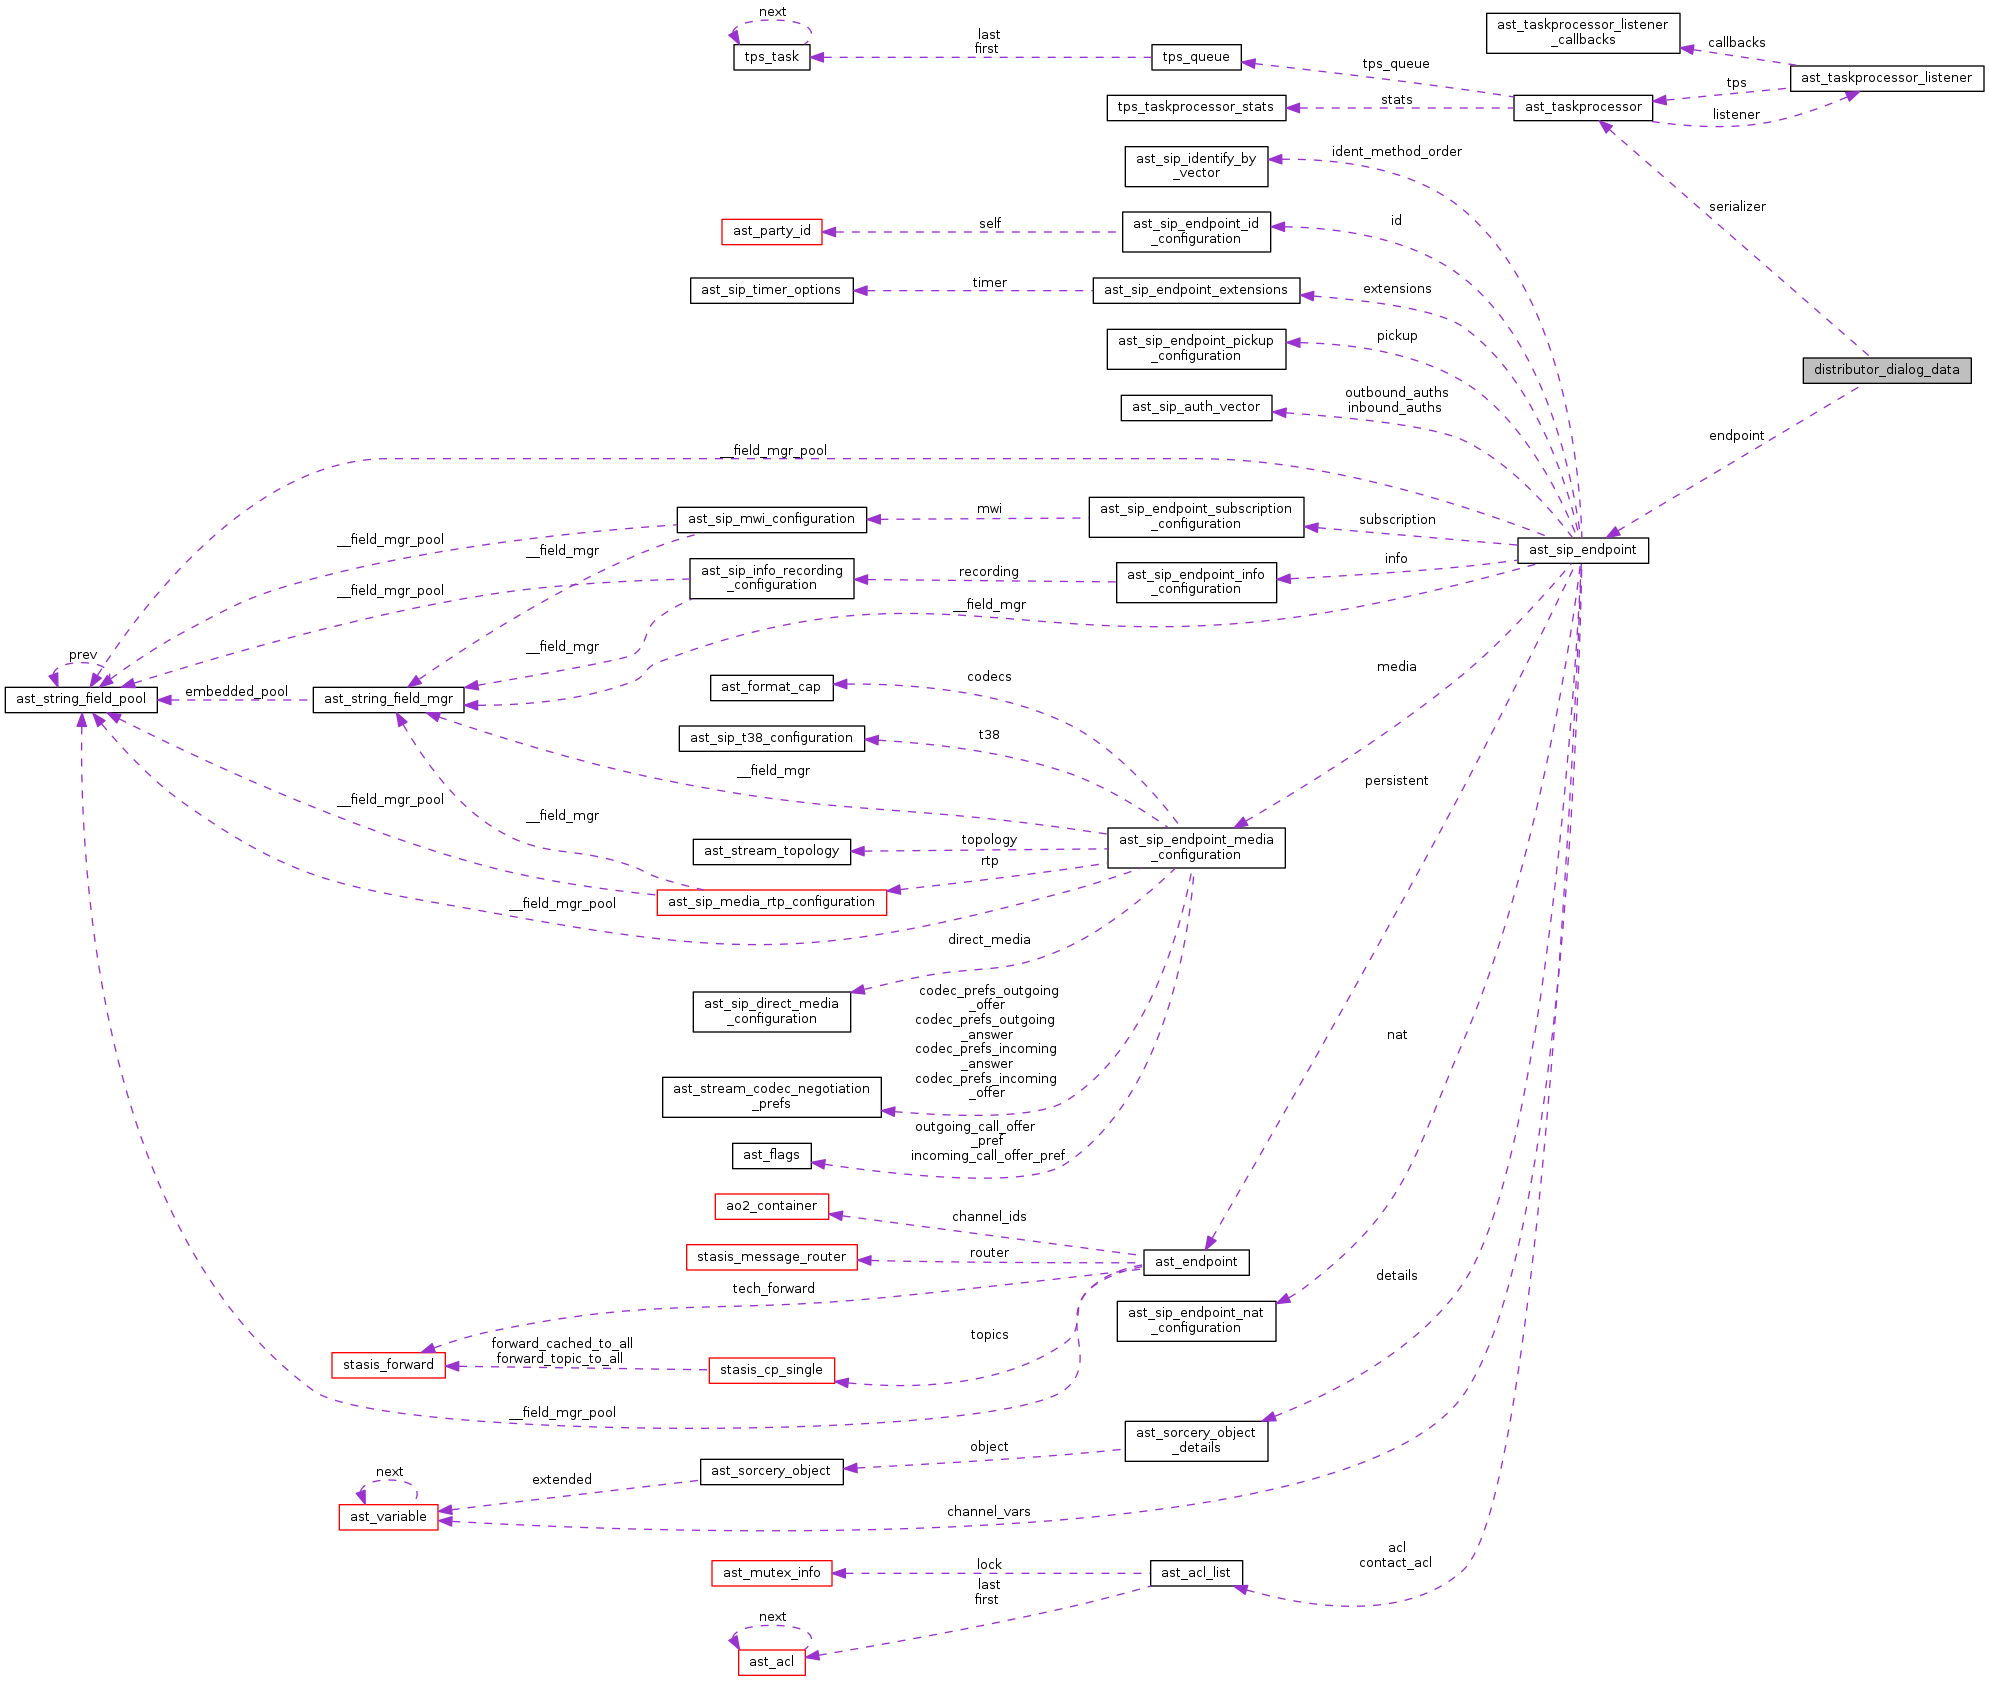 next
tps_task
last
first
tps_queue
tps_queue
ast_taskprocessor_listener
_callbacks
callbacks
ast_taskprocessor_listener
tps
listener
tps_taskprocessor_stats
stats
ast_taskprocessor
serializer
ast_sip_identify_by
_vector
ident_method_order
ast_party_id
self
ast_sip_endpoint_id
_configuration
id
ast_sip_timer_options
timer
ast_sip_endpoint_extensions
extensions
ast_sip_endpoint_pickup
_configuration
pickup
distributor_dialog_data
ast_sip_auth_vector
outbound_auths
inbound_auths
endpoint
__field_mgr_pool
ast_sip_mwi_configuration
mwi
ast_sip_endpoint_subscription
_configuration
subscription
ast_sip_endpoint
__field_mgr_pool
__field_mgr
ast_sip_info_recording
_configuration
recording
ast_sip_endpoint_info
_configuration
info
__field_mgr_pool
__field_mgr
__field_mgr
prev
ast_string_field_pool
embedded_pool
ast_string_field_mgr
ast_format_cap
codecs
media
ast_sip_t38_configuration
t38
__field_mgr
persistent
__field_mgr_pool
__field_mgr
ast_stream_topology
topology
rtp
ast_sip_endpoint_media
_configuration
ast_sip_media_rtp_configuration
__field_mgr_pool
direct_media
ast_sip_direct_media
_configuration
codec_prefs_outgoing
_offer
codec_prefs_outgoing
_answer
codec_prefs_incoming
_answer
codec_prefs_incoming
_offer
nat
ast_stream_codec_negotiation
_prefs
outgoing_call_offer
_pref
incoming_call_offer_pref
ast_flags
ao2_container
channel_ids
stasis_message_router
router
ast_endpoint
tech_forward
details
ast_sip_endpoint_nat
_configuration
topics
forward_cached_to_all
forward_topic_to_all
stasis_forward
stasis_cp_single
__field_mgr_pool
ast_sorcery_object
_details
object
ast_sorcery_object
extended
next
ast_variable
channel_vars
acl
contact_acl
ast_mutex_info
lock
ast_acl_list
last
first
next
ast_acl